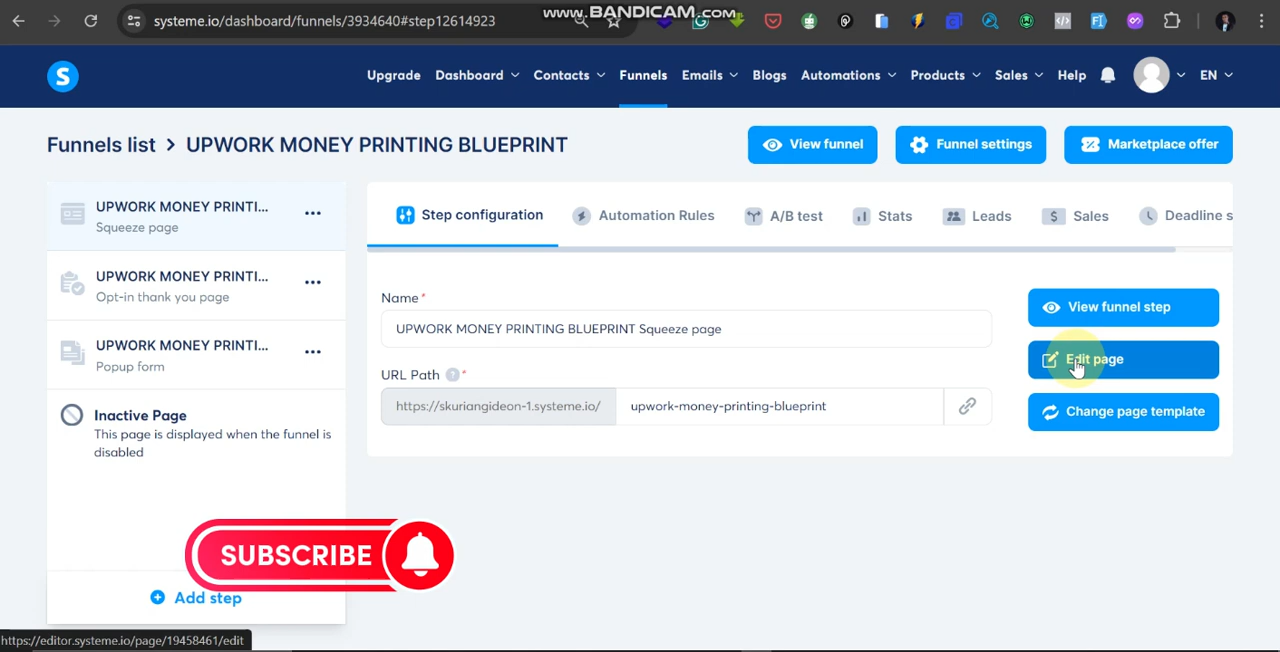 systeme.io/dashboard/funnels/3934640#step12614923
www.BANDICAM.com
S
Upgrade Dashboard Contacts Funnels Emails Blogs Automations Products Sales Help EN
Funnels list > UPWORK MONEY PRINTING BLUEPRINT
View funnel
Funnel settings
Marketplace offer
UPWORK MONEY PRINTI...
Squeeze page
UPWORK MONEY PRINTI...
Opt-in thank you page
UPWORK MONEY PRINTI...
Popup form
Inactive Page
This page is displayed when the funnel is
disabled
Add step
Step configuration
Automation Rules
A/B test
Stats
Leads
Sales
Deadline s
Name*
UPWORK MONEY PRINTING BLUEPRINT Squeeze page
URL Path ?*
https://skuriangideon-1.systeme.io/
upwork-money-printing-blueprint
View funnel step
Edit page
Change page template
SUBSCRIBE
https://editor.systeme.io/page/19458461/edit